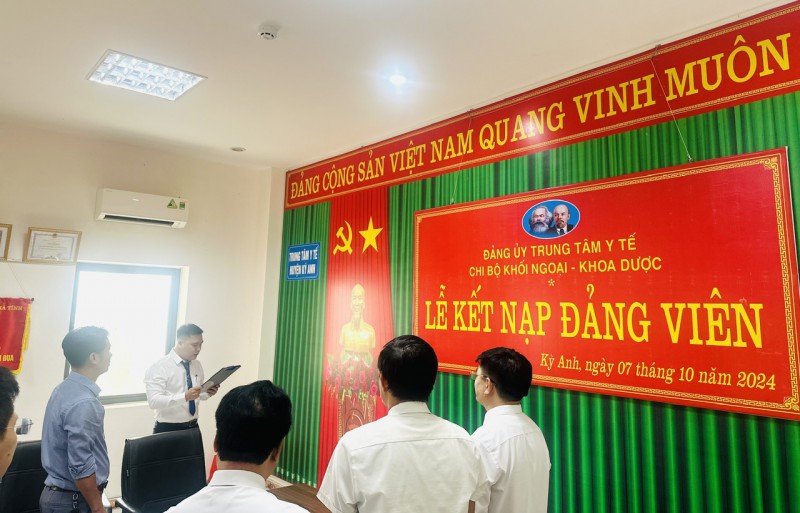 ĐẢNG CỘNG SẢN VIỆT NAM QUANG VINH MUÔN
TRUNG TÂM Y TẾ
HUYỆN KỲ ANH
ĐẢNG ỦY TRUNG TÂM Y TẾ
CHI BỘ KHỐI NGOẠI - KHOA DƯỢC
*
LỄ KẾT NẠP ĐẢNG VIÊN
Kỳ Anh, ngày 07 tháng 10 năm 2024